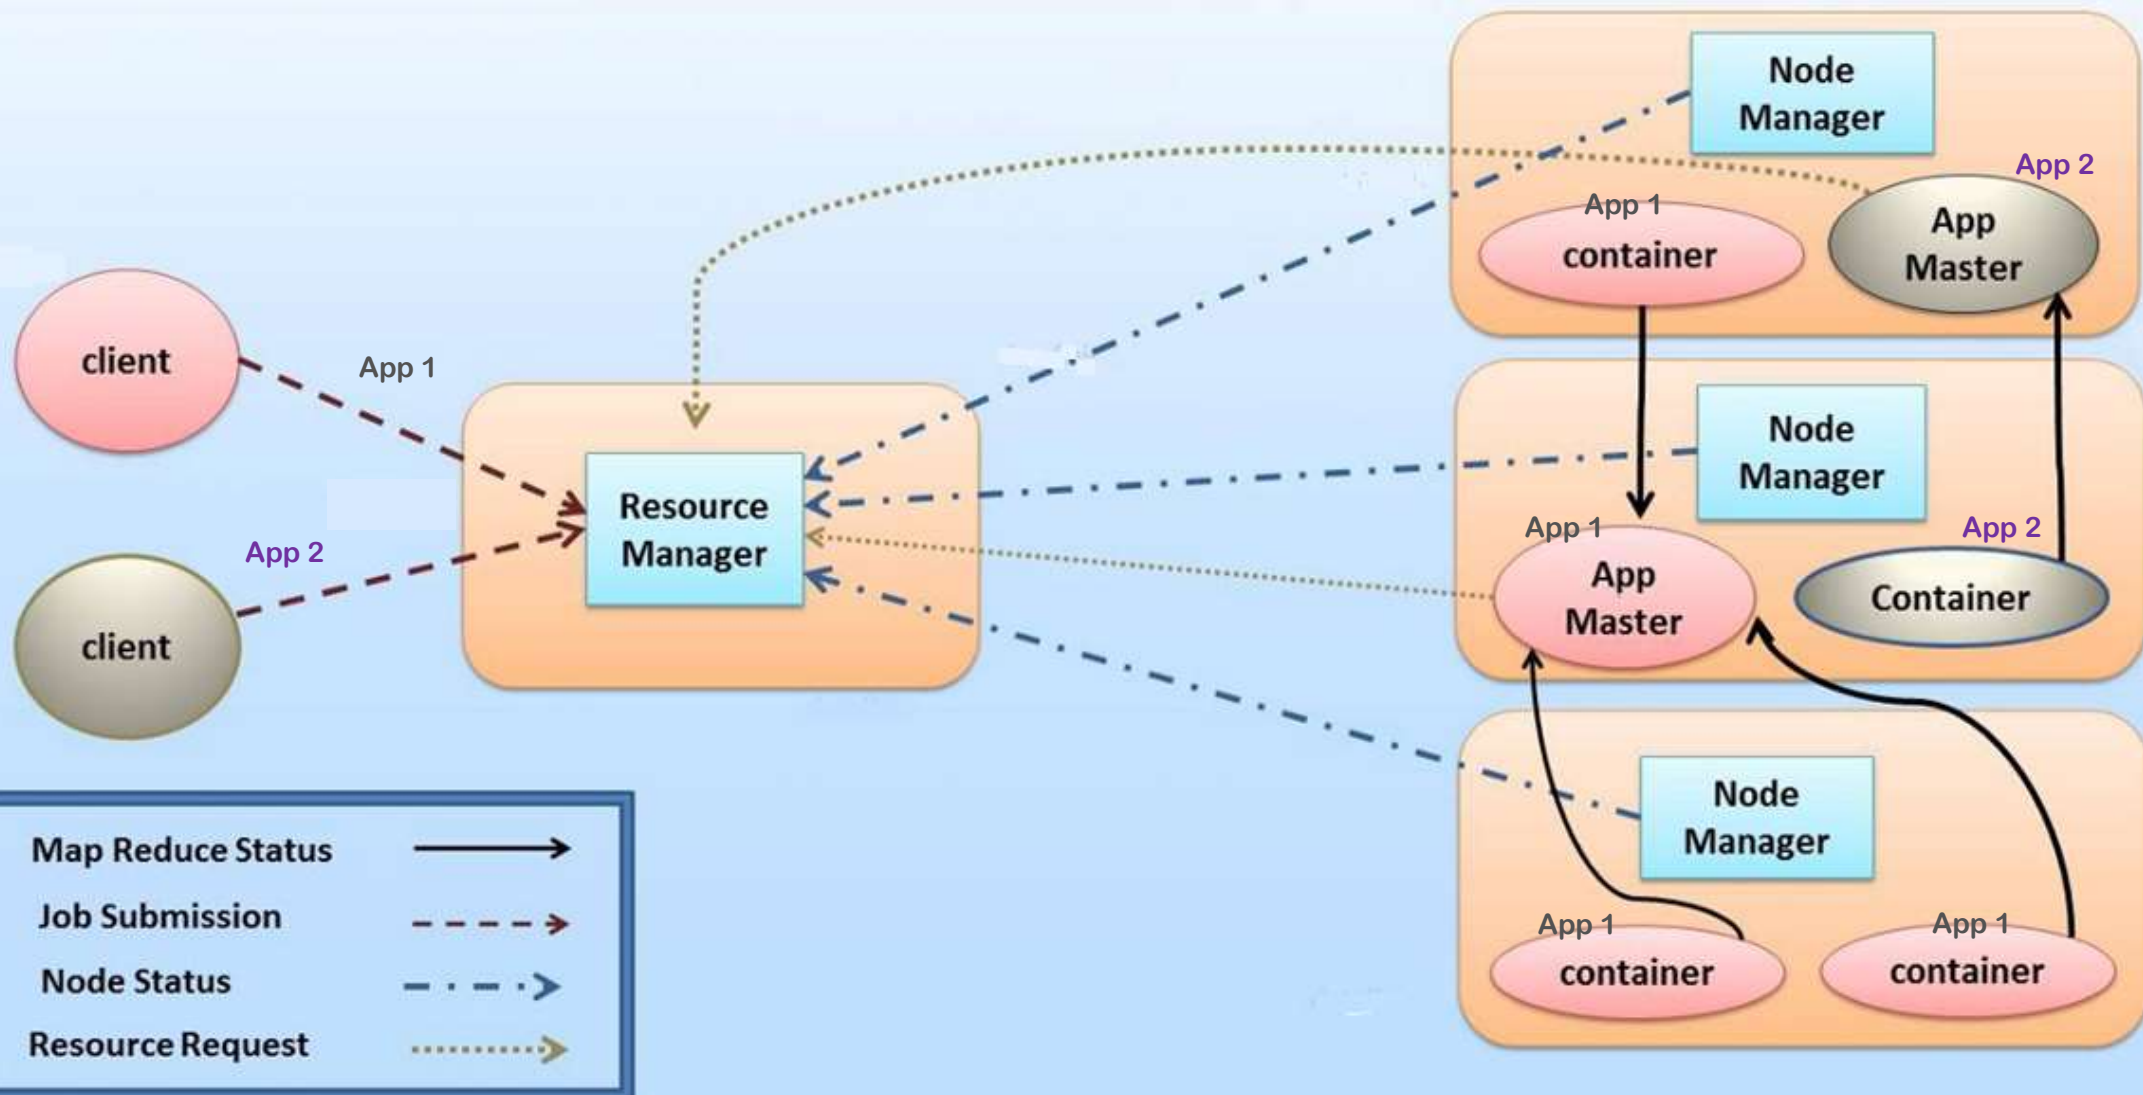 client
App 1
client
App 2
Resource
Manager
Node
Manager
App 1
container
App 2
App
Master
Node
Manager
App 1
App
Master
App 2
Container
Node
Manager
App 1
container
App 1
container
Map Reduce Status
Job Submission
Node Status
Resource Request